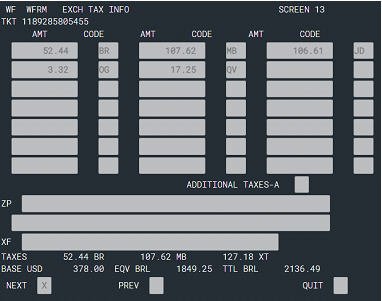 WF WFRM EXCH TAX INFO SCREEN 13
TKT 1189285805455
AMT CODE AMT CODE AMT CODE
52.44 BR 107.62 MB 106.61 JD
3.32 OG 17.25 QV
ADDITIONAL TAXES-A
ZP
XF
TAXES 52.44 BR 107.62 MB 127.18 XT
BASE USD 378.00 EQV BRL 1849.25 TTL BRL 2136.49
NEXT X PREV QUIT